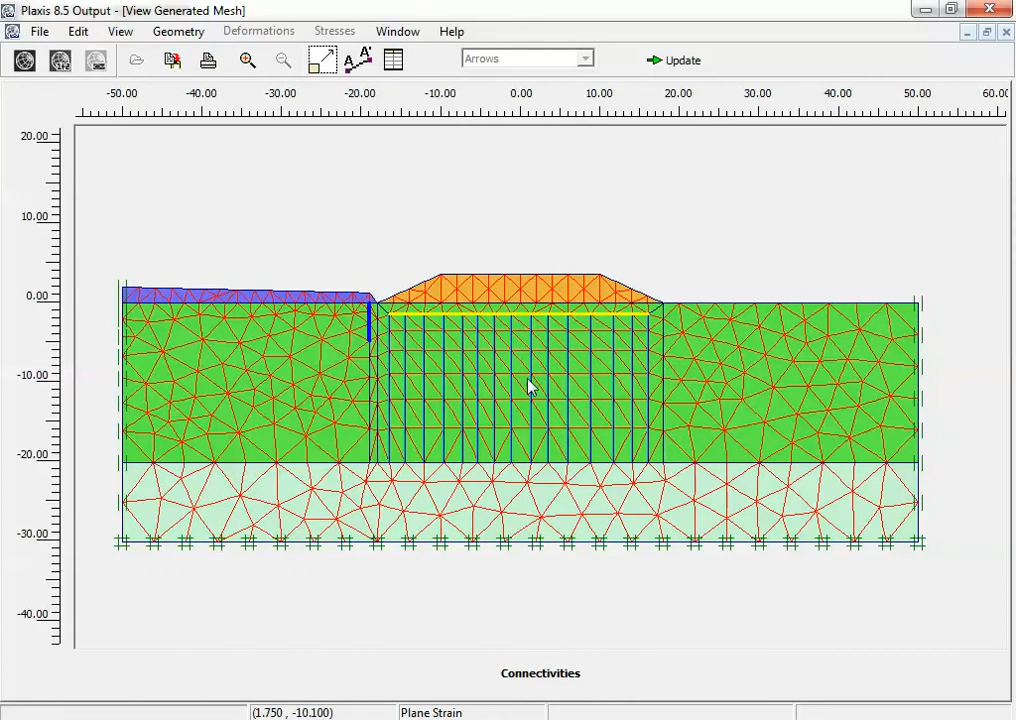 Plaxis 8.5 Output - [View Generated Mesh]
File Edit View Geometry Deformations Stresses Window Help
A A' Arrows Update
-50.00 -40.00 -30.00 -20.00 -10.00 0.00 10.00 20.00 30.00 40.00 50.00 60.0
20.00
10.00
0.00
-10.00
-20.00
-30.00
-40.00
Connectivities
(1.750 , -10.100) Plane Strain